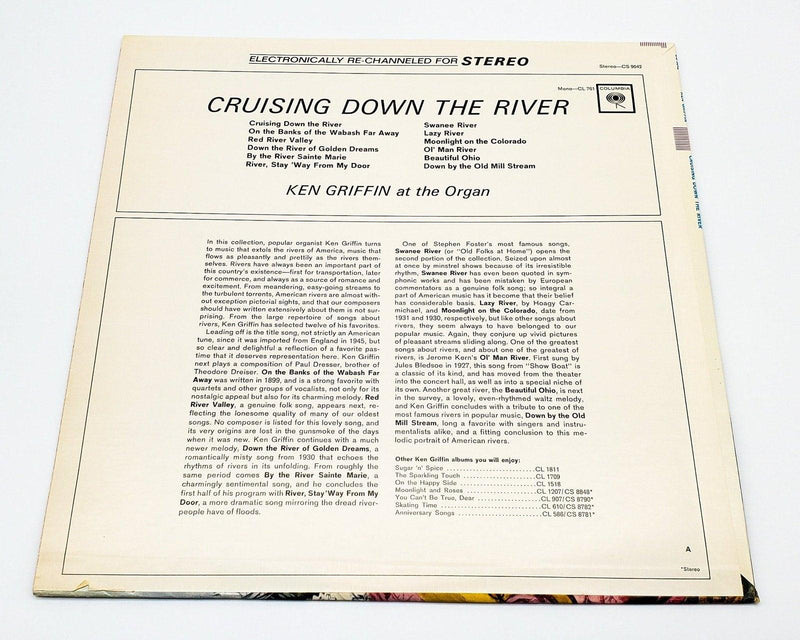 ELECTRONICALLY RE-CHANNELED FOR STEREO
Stereo—CS 9642
Mono—CL 761
COLUMBIA
CRUISING DOWN THE RIVER
Cruising Down the River
On the Banks of the Wabash Far Away
Red River Valley
Down the River of Golden Dreams
By the River Sainte Marie
River, Stay 'Way From My Door
Swanee River
Lazy River
Moonlight on the Colorado
Ol' Man River
Beautiful Ohio
Down by the Old Mill Stream
KEN GRIFFIN at the Organ
In this collection, popular organist Ken Griffin turns
to music that extols the rivers of America, music that
flows as pleasantly and prettily as the rivers them-
selves. Rivers have always been an important part of
this country's existence—first for transportation, later
for commerce, and always as a source of romance and
excitement. From meandering, easy-going streams to
the turbulent torrents, American rivers are almost with-
out exception pictorial sights, and that our composers
should have written extensively about them is not sur-
prising. From the large repertoire of songs about
rivers, Ken Griffin has selected twelve of his favorites.
Leading off is the title song, not strictly an American
tune, since it was imported from England in 1945, but
so clear and delightful a reflection of a favorite pas-
time that it deserves representation here. Ken Griffin
next plays a composition of Paul Dresser, brother of
Theodore Dreiser. On the Banks of the Wabash Far
Away was written in 1899, and is a strong favorite with
quartets and other groups of vocalists, not only for its
nostalgic appeal but also for its charming melody. Red
River Valley, a genuine folk song, appears next, re-
flecting the lonesome quality of many of our oldest
songs. No composer is listed for this lovely song, and
its very origins are lost in the gunsmoke of the days
when it was new. Ken Griffin continues with a much
newer melody, Down the River of Golden Dreams, a
romantically misty song from 1930 that echoes the
rhythms of rivers in its unfolding. From roughly the
same period comes By the River Sainte Marie, a
charmingly sentimental song, and he concludes the
first half of his program with River, Stay 'Way From My
Door, a more dramatic song mirroring the dread river-
people have of floods.
One of Stephen Foster's most famous songs,
Swanee River (or "Old Folks at Home") opens the
second portion of the collection. Seized upon almost
at once by minstrel shows because of its irresistible
rhythm, Swanee River has even been quoted in sym-
phonic works and has been mistaken by European
commentators as a genuine folk song; so integral a
part of American music has it become that their belief
has considerable basis. Lazy River, by Hoagy Car-
michael, and Moonlight on the Colorado, date from
1931 and 1930, respectively, but like other songs about
rivers, they seem always to have belonged to our
popular music. Again, they conjure up vivid pictures
of pleasant streams sliding along. One of the greatest
songs about rivers, and about one of the greatest of
rivers, is Jerome Kern's Ol' Man River. First sung by
Jules Bledsoe in 1927, this song from "Show Boat" is
a classic of its kind, and has moved from the theater
into the concert hall, as well as into a special niche of
its own. Another great river, the Beautiful Ohio, is next
in the survey, a lovely, even-rhythmed waltz melody,
and Ken Griffin concludes with a tribute to one of the
most famous rivers in popular music, Down by the Old
Mill Stream, long a favorite with singers and instru-
mentalists alike, and a fitting conclusion to this me-
lodic portrait of American rivers.
Other Ken Griffin albums you will enjoy:
Sugar 'n' Spice ........................ CL 1811
The Sparkling Touch .................... CL 1709
On the Happy Side ...................... CL 1518
Moonlight and Roses .................... CL 1207/CS 8848*
You Can't Be True, Dear ................ CL 907/CS 8790*
Skating Time ........................... CL 610/CS 8782*
Anniversary Songs ...................... CL 586/CS 8781*
A
*Stereo
CRUISING DOWN THE RIVER